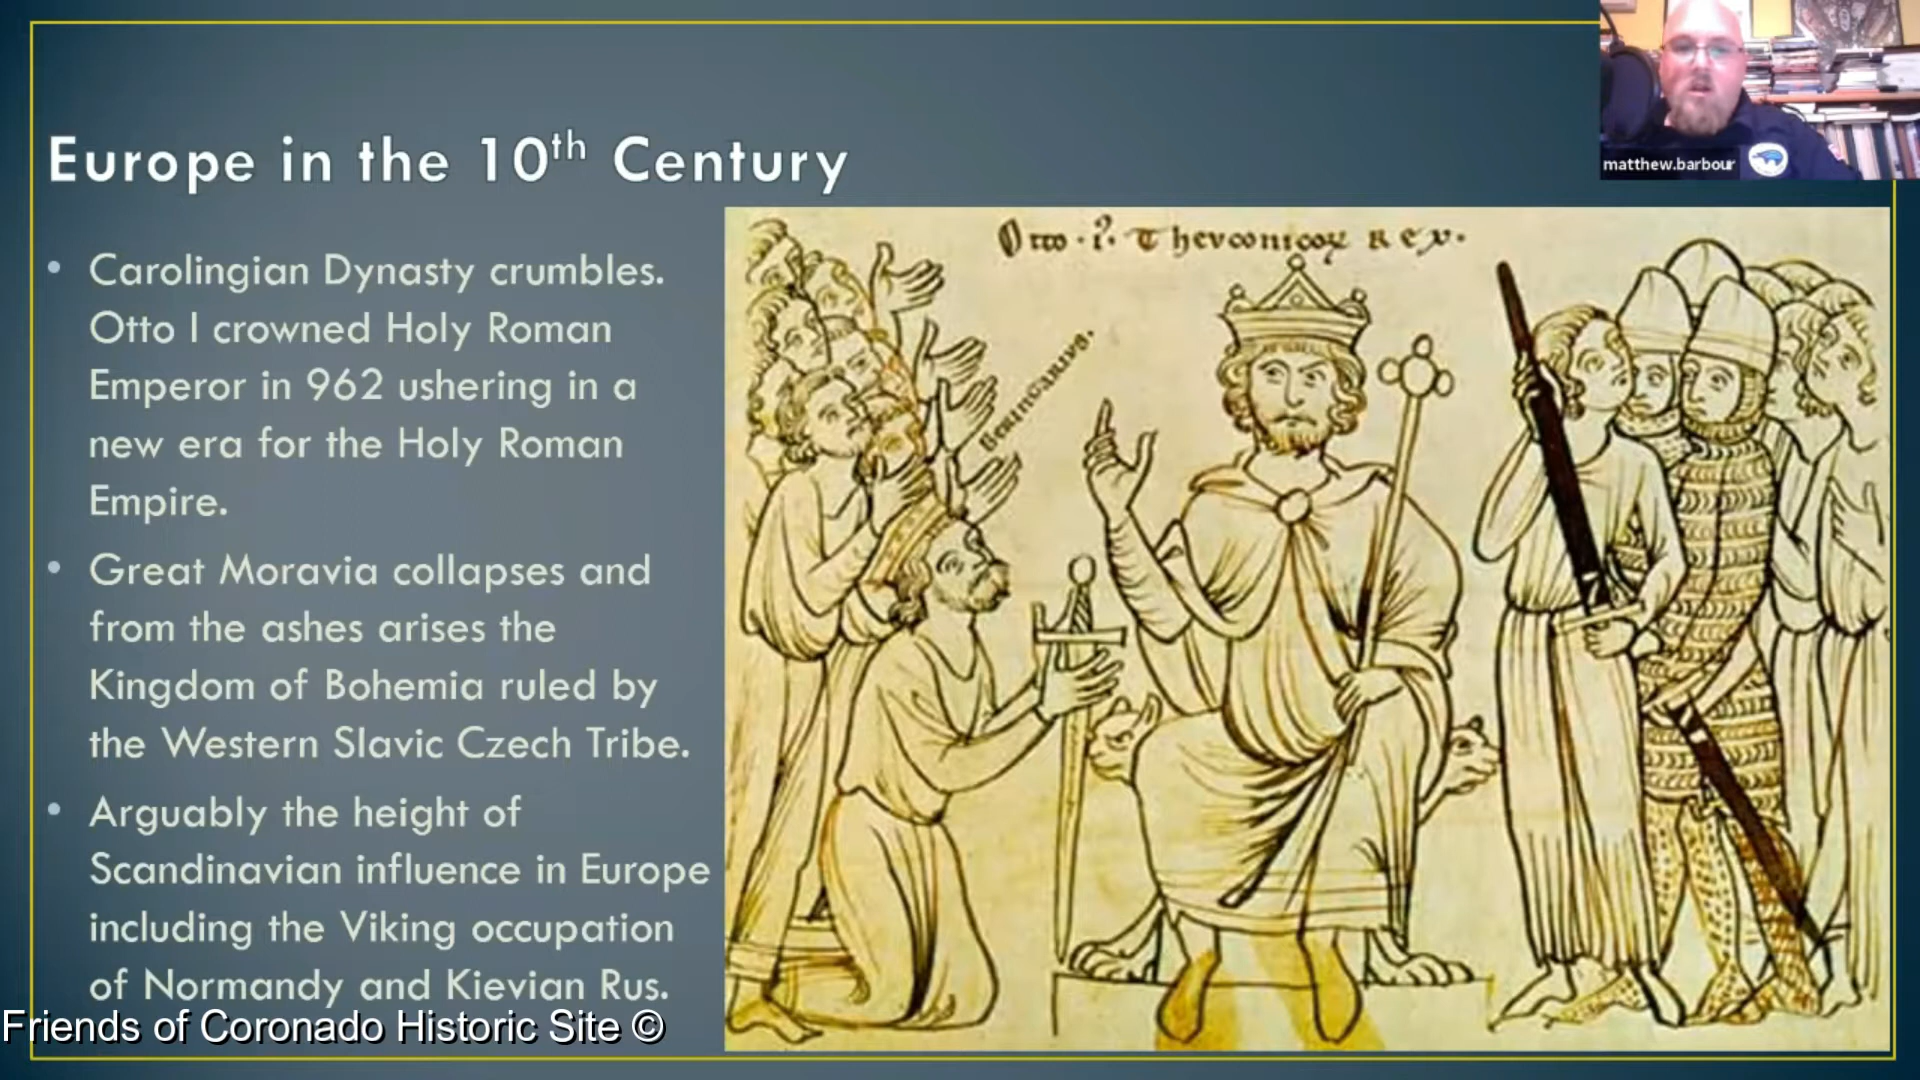 matthew.barbour
Europe in the 10th Century
• Carolingian Dynasty crumbles.
Otto I crowned Holy Roman
Emperor in 962 ushering in a
new era for the Holy Roman
Empire.
• Great Moravia collapses and
from the ashes arises the
Kingdom of Bohemia ruled by
the Western Slavic Czech Tribe.
• Arguably the height of
Scandinavian influence in Europe
including the Viking occupation
of Normandy and Kievian Rus.
Friends of Coronado Historic Site ©